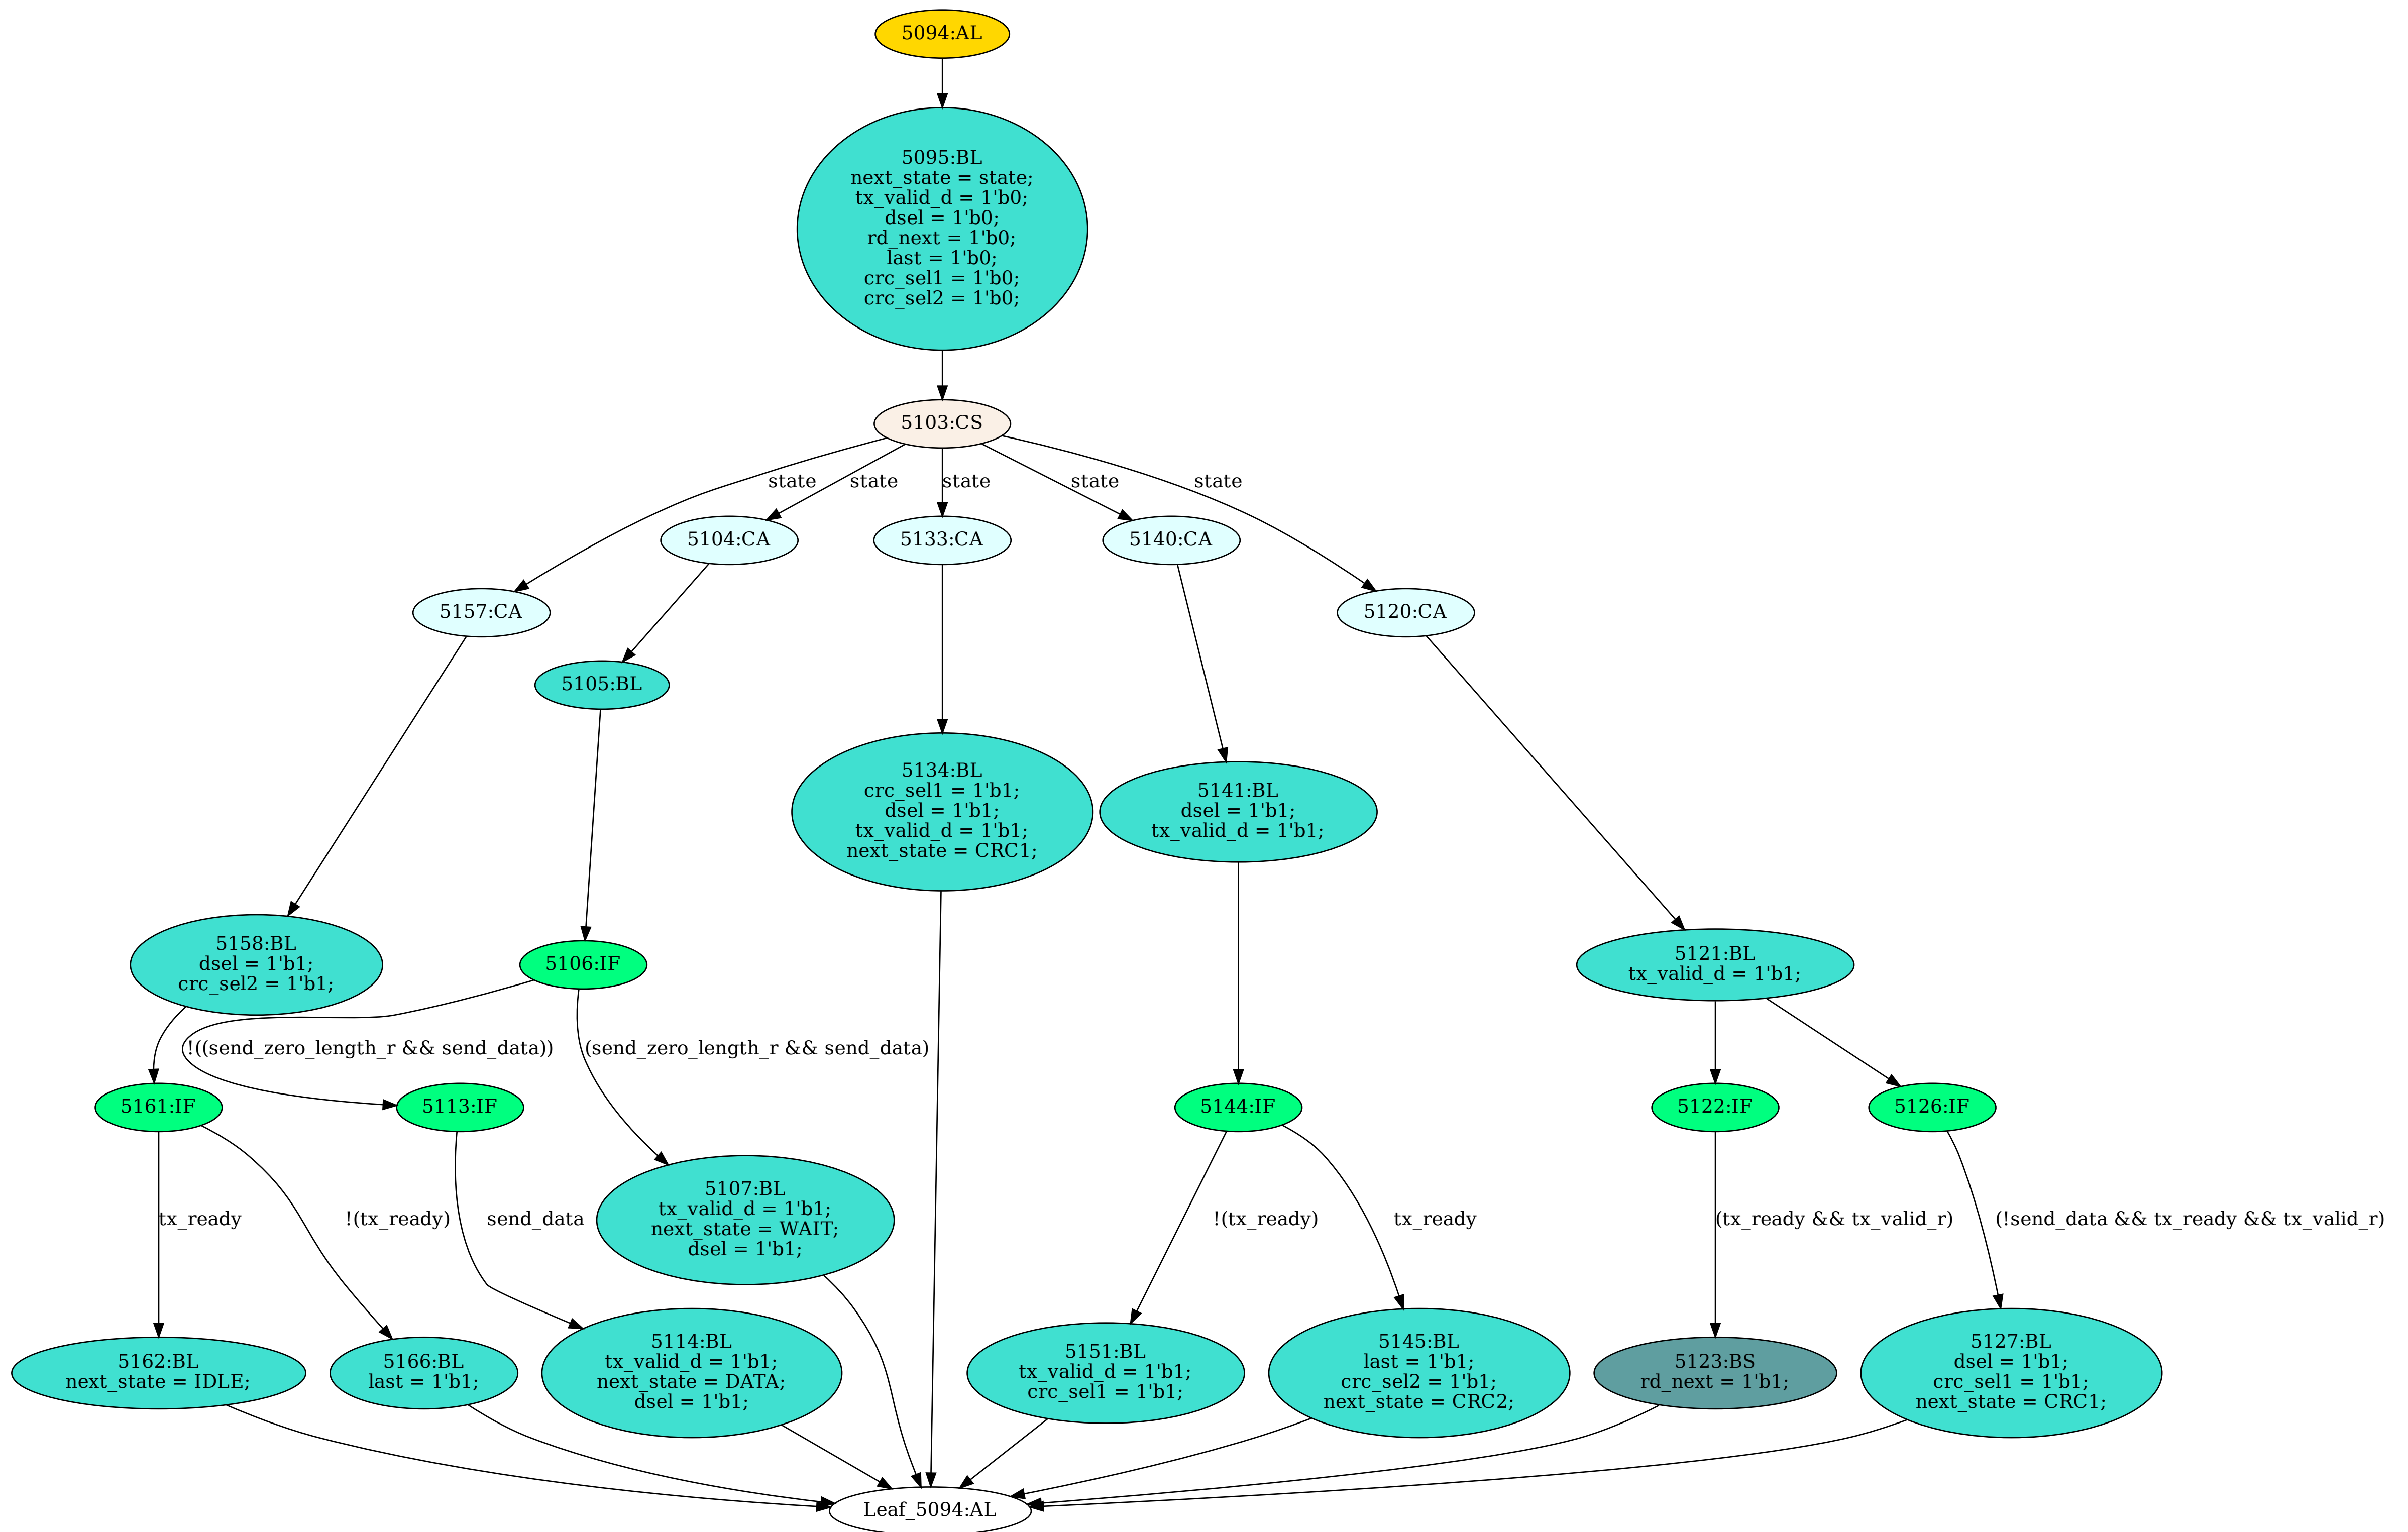 5094:AL
5095:BL
next_state = state;
tx_valid_d = 1'b0;
dsel = 1'b0;
rd_next = 1'b0;
last = 1'b0;
crc_sel1 = 1'b0;
crc_sel2 = 1'b0;
5103:CS
state
state
state
state
state
5104:CA
5133:CA
5140:CA
5157:CA
5120:CA
5105:BL
5134:BL
crc_sel1 = 1'b1;
dsel = 1'b1;
tx_valid_d = 1'b1;
next_state = CRC1;
5141:BL
dsel = 1'b1;
tx_valid_d = 1'b1;
5158:BL
dsel = 1'b1;
crc_sel2 = 1'b1;
5106:IF
5121:BL
tx_valid_d = 1'b1;
!((send_zero_length_r && send_data))
(send_zero_length_r && send_data)
5161:IF
5113:IF
5144:IF
5122:IF
5126:IF
tx_ready
!(tx_ready)
send_data
5107:BL
tx_valid_d = 1'b1;
next_state = WAIT;
dsel = 1'b1;
!(tx_ready)
tx_ready
(tx_ready && tx_valid_r)
(!send_data && tx_ready && tx_valid_r)
5162:BL
next_state = IDLE;
5166:BL
last = 1'b1;
5114:BL
tx_valid_d = 1'b1;
next_state = DATA;
dsel = 1'b1;
5151:BL
tx_valid_d = 1'b1;
crc_sel1 = 1'b1;
5145:BL
last = 1'b1;
crc_sel2 = 1'b1;
next_state = CRC2;
5123:BS
rd_next = 1'b1;
5127:BL
dsel = 1'b1;
crc_sel1 = 1'b1;
next_state = CRC1;
Leaf_5094:AL